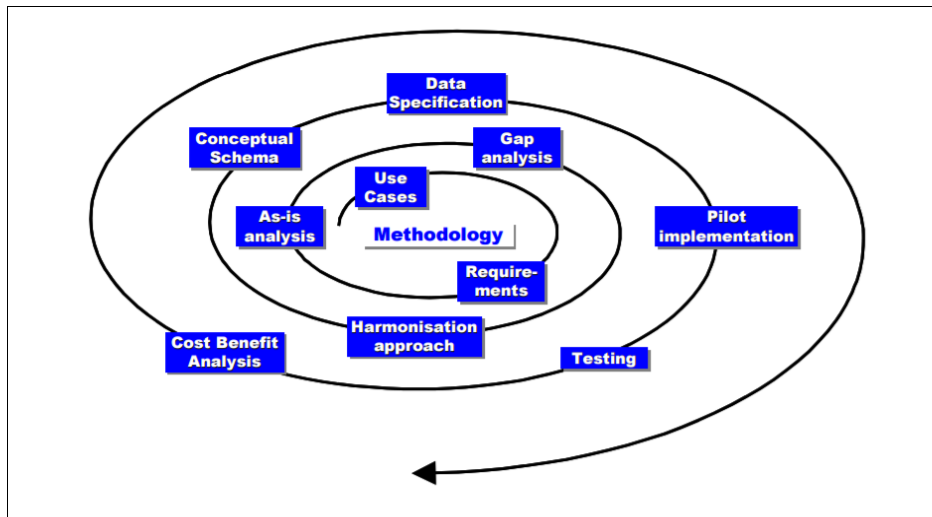 Data
Specification
Conceptual
Schema
Gap
analysis
Use
Cases
As-is
analysis
Methodology
Pilot
implementation
Require-
ments
Harmonisation
approach
Cost Benefit
Analysis
Testing